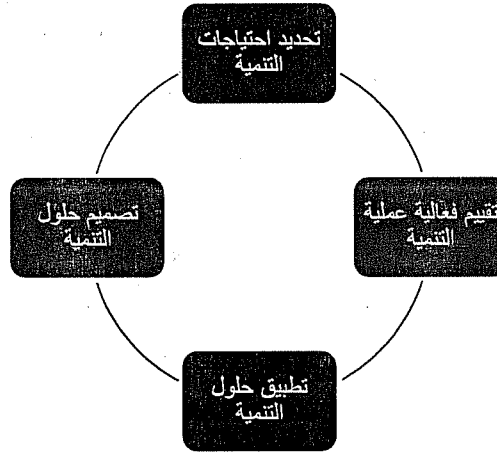 تحديد احتياجات
التنمية
تقييم فعالية عملية
التنمية
تصميم حلول
التنمية
تطبيق حلول
التنمية